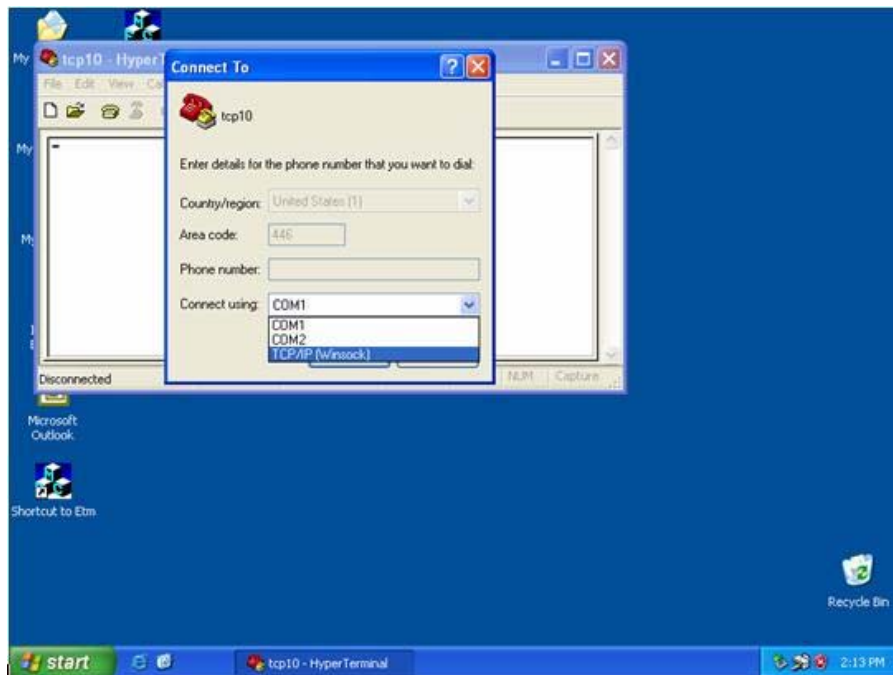 My
tcp10 - HyperT
File Edit View Cal
My
My
Connect To
tcp10
Enter details for the phone number that you want to dial:
Country/region: United States (1)
Area code: 446
Phone number:
Connect using: COM1
COM1
COM2
TCP/IP (Winsock)
Disconnected
NUM Capture
Microsoft
Outlook
Shortcut to Etm
Recycle Bin
start
tcp10 - HyperTerminal
2:13 PM